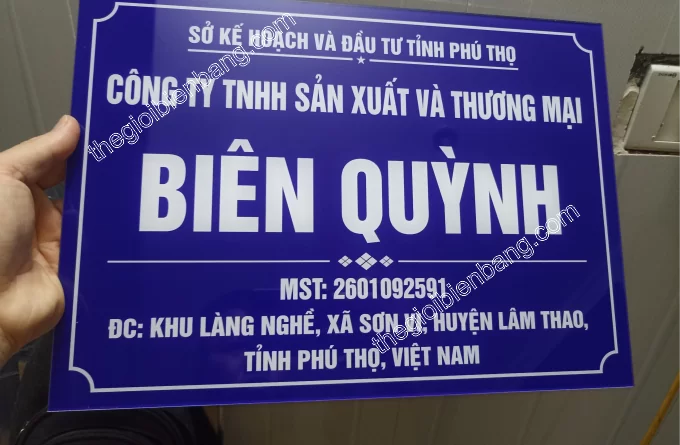 SỞ KẾ HOẠCH VÀ ĐẦU TƯ TỈNH PHÚ THỌ
CÔNG TY TNHH SẢN XUẤT VÀ THƯƠNG MẠI
BIÊN QUỲNH
MST: 2601092591
ĐC: KHU LÀNG NGHỀ, XÃ SƠN VI, HUYỆN LÂM THAO,
TỈNH PHÚ THỌ, VIỆT NAM
thegioibienbang.com
thegioibienbang.com
thegioibienbang.com